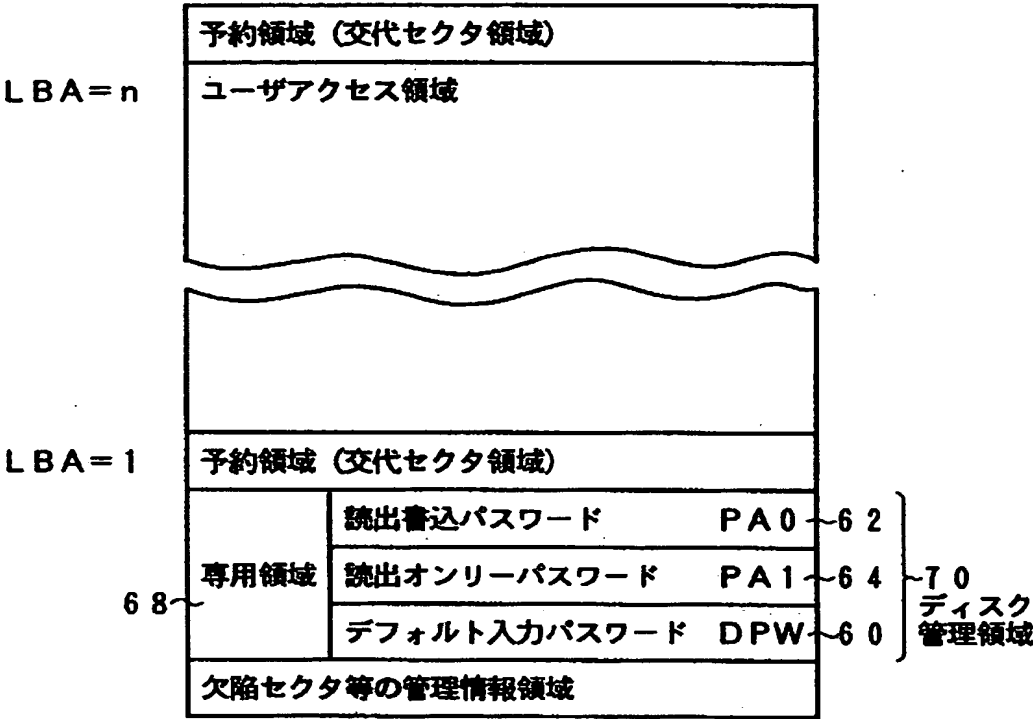 予約領域（交代セクタ領域）
LBA=n ユーザアクセス領域
LBA=1 予約領域（交代セクタ領域）
読出書込パスワード PA0 62
専用領域 読出オンリーパスワード PA1 64 70
68 ディスク
デフォルト入力パスワード DPW 60 管理領域
欠陥セクタ等の管理情報領域